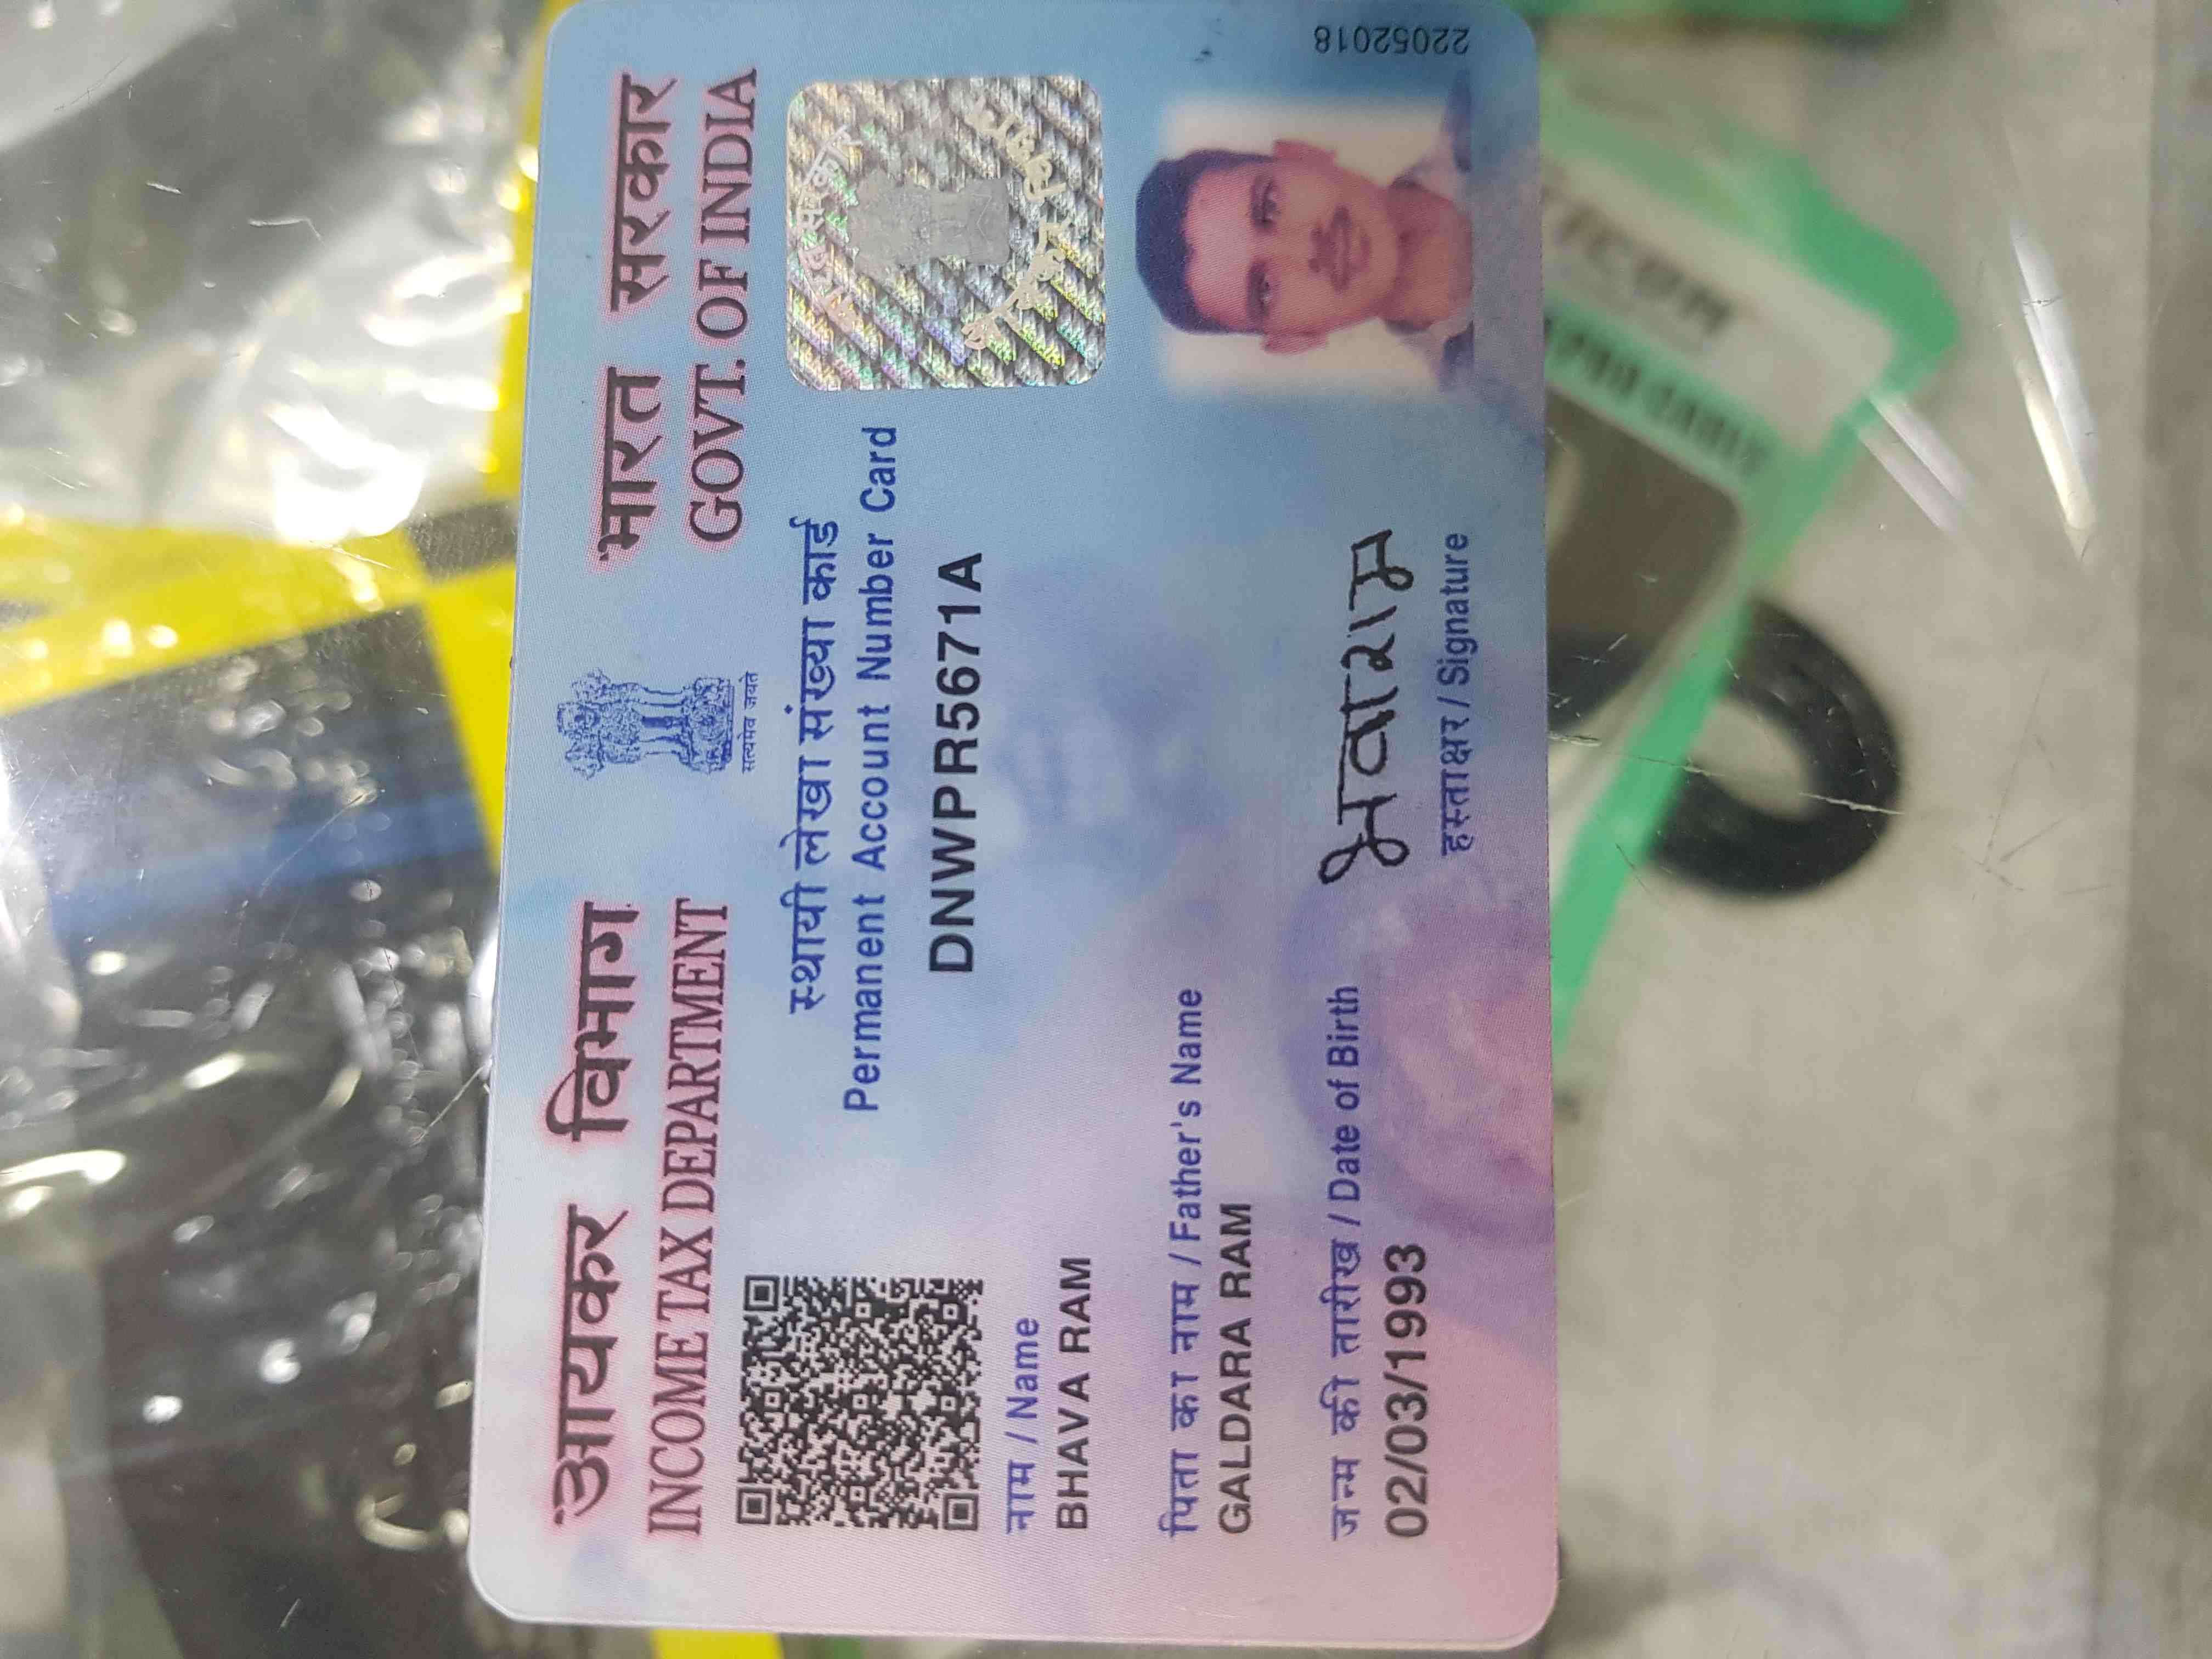 आयकर विभाग
INCOME TAX DEPARTMENT
सत्यमेव जयते
भारत सरकार
GOVT. OF INDIA
स्थायी लेखा संख्या कार्ड
Permanent Account Number Card
DNWPR5671A
नाम / Name
BHAVA RAM
पिता का नाम / Father's Name
GALDARA RAM
जन्म की तारीख / Date of Birth
02/03/1993
भवाराम
हस्ताक्षर / Signature
22052018